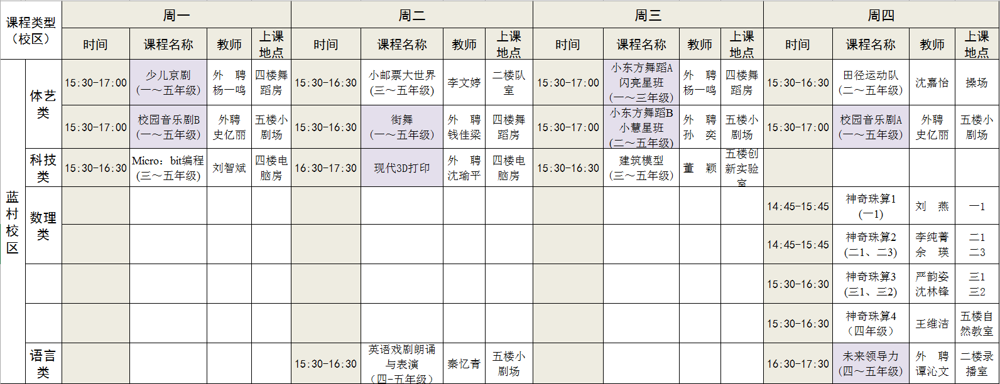 课程类型
（校区）
周一
周二
周三
周四
时间
课程名称
教师
上课
地点
时间
课程名称
教师
上课
地点
时间
课程名称
教师
上课
地点
时间
课程名称
教师
上课
地点
蓝
村
校
区
体艺
类
15:30-17:00
少儿京剧
(一～五年级)
外　聘
杨一鸣
四楼舞
蹈房
15:30-16:30
小邮票大世界
(三～五年级)
李文婷
二楼队
室
15:30-17:00
小东方舞蹈A
闪亮星班
(一～三年级)
外　聘
杨一鸣
四楼舞
蹈房
15:30-16:30
田径运动队
(二～五年级)
沈嘉怡
操场
15:30-17:00
校园音乐剧B
(一～五年级)
外聘
史亿丽
五楼小
剧场
15:30-16:30
街舞
(一～五年级)
外　聘
钱佳梁
四楼舞
蹈房
15:30-17:00
小东方舞蹈B
小慧星班
(二～五年级)
外　聘
孙　奕
五楼小
剧场
15:30-17:00
校园音乐剧A
(一～五年级)
外聘
史亿丽
五楼小
剧场
科技
类
15:30-16:30
Micro：bit编程
(三～五年级)
刘智斌
四楼电
脑房
16:30-17:30
现代3D打印
外　聘
沈瑜平
四楼电
脑房
15:30-16:30
建筑模型
(三～五年级)
董　颖
五楼创
新实验
室
数理
类
14:45-15:45
神奇珠算1
(一1)
刘　燕
一1
14:45-15:45
神奇珠算2
(二1、二3)
李纯菁
余　瑛
二1
二3
15:30-16:30
神奇珠算3
(三1、三2)
严韵姿
沈林锋
三1
三2
15:30-16:30
神奇珠算4
（四年级）
王维洁
五楼自
然教室
语言
类
15:30-16:30
英语戏剧朗诵
与表演
（四-五年级）
秦忆青
五楼小
剧场
16:30-17:30
未来领导力
(四～五年级)
外　聘
谭沁文
二楼录
播室